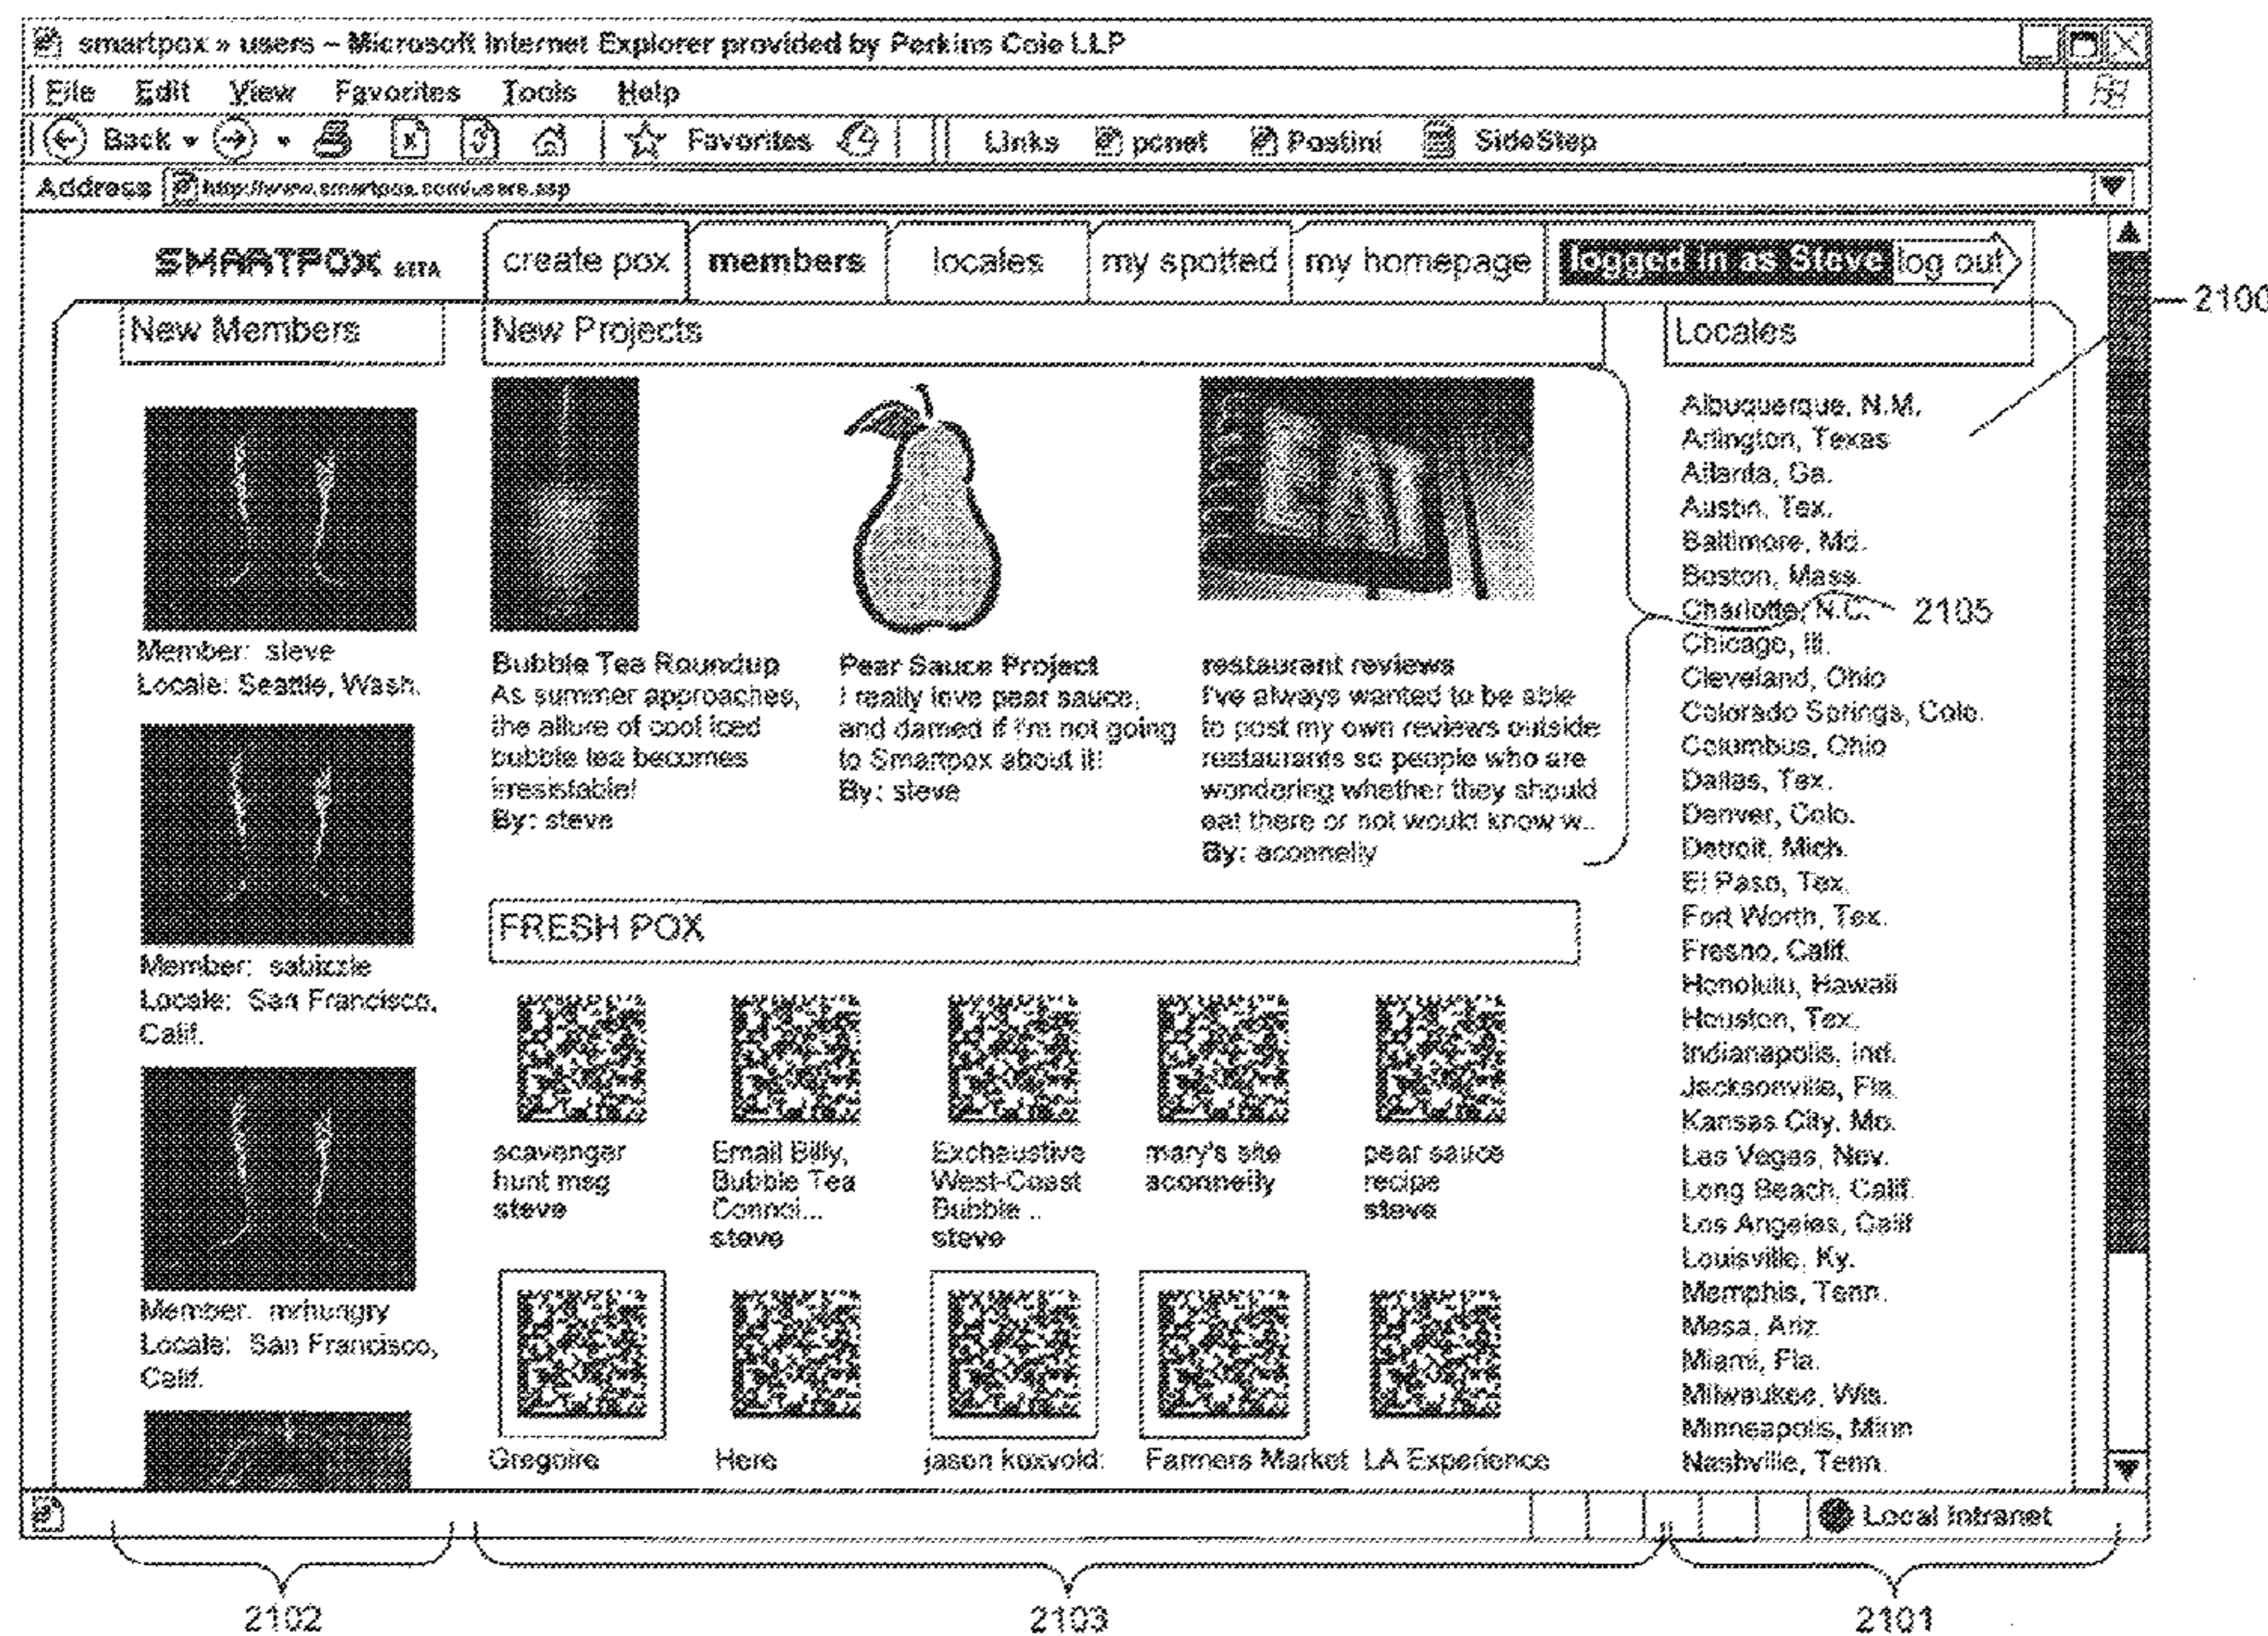 smartpox » users – Microsoft Internet Explorer provided by Perkins Coie LLP
File Edit View Favorites Tools Help
Back Favorites Links pcnet Postini SideStep
Address http://www.smartpox.com/users.asp
SMARTPOX BETA create pox members locales my spotted my homepage logged in as Steve log out
2100
New Members
Member: steve
Locale: Seattle, Wash.
Member:
Locale: San Francisco,
Calif.
Member: mrhungry
Locale: San Francisco,
Calif.
New Projects
EAT
Bubble Tea Roundup
As summer approaches,
the allure of cool iced
bubble tea becomes
irresistable!
By: steve
Pear Sauce Project
I really love pear sauce,
and darned if I'm not going
to Smartpox about it!
By: steve
restaurant reviews
I've always wanted to be able
to post my own reviews outside
restaurants so people who are
wondering whether they should
eat there or not would know w..
By: aconnelly
2105
FRESH POX
scavenger
hunt msg
steve
Email Billy,
Bubble Tea
Connoi...
steve
Exchaustive
West-Coast
Bubble ..
steve
mary's site
aconnelly
pear sauce
recipe
steve
Gregoire
Here
jason koxvold:
Farmers Market
LA Experience
Locales
Albuquerque, N.M.
Arlington, Texas
Atlanta, Ga.
Austin, Tex.
Baltimore, Md.
Boston, Mass.
Charlotte, N.C.
Chicago, Ill.
Cleveland, Ohio
Colorado Springs, Colo.
Columbus, Ohio
Dallas, Tex.
Denver, Colo.
Detroit, Mich.
El Paso, Tex.
Fort Worth, Tex.
Fresno, Calif.
Honolulu, Hawaii
Houston, Tex.
Indianapolis, Ind.
Jacksonville, Fla.
Kansas City, Mo.
Las Vegas, Nev.
Long Beach, Calif.
Los Angeles, Calif
Louisville, Ky.
Memphis, Tenn.
Mesa, Ariz.
Miami, Fla.
Milwaukee, Wis.
Minneapolis, Minn
Nashville, Tenn.
Local intranet
2102
2103
2101